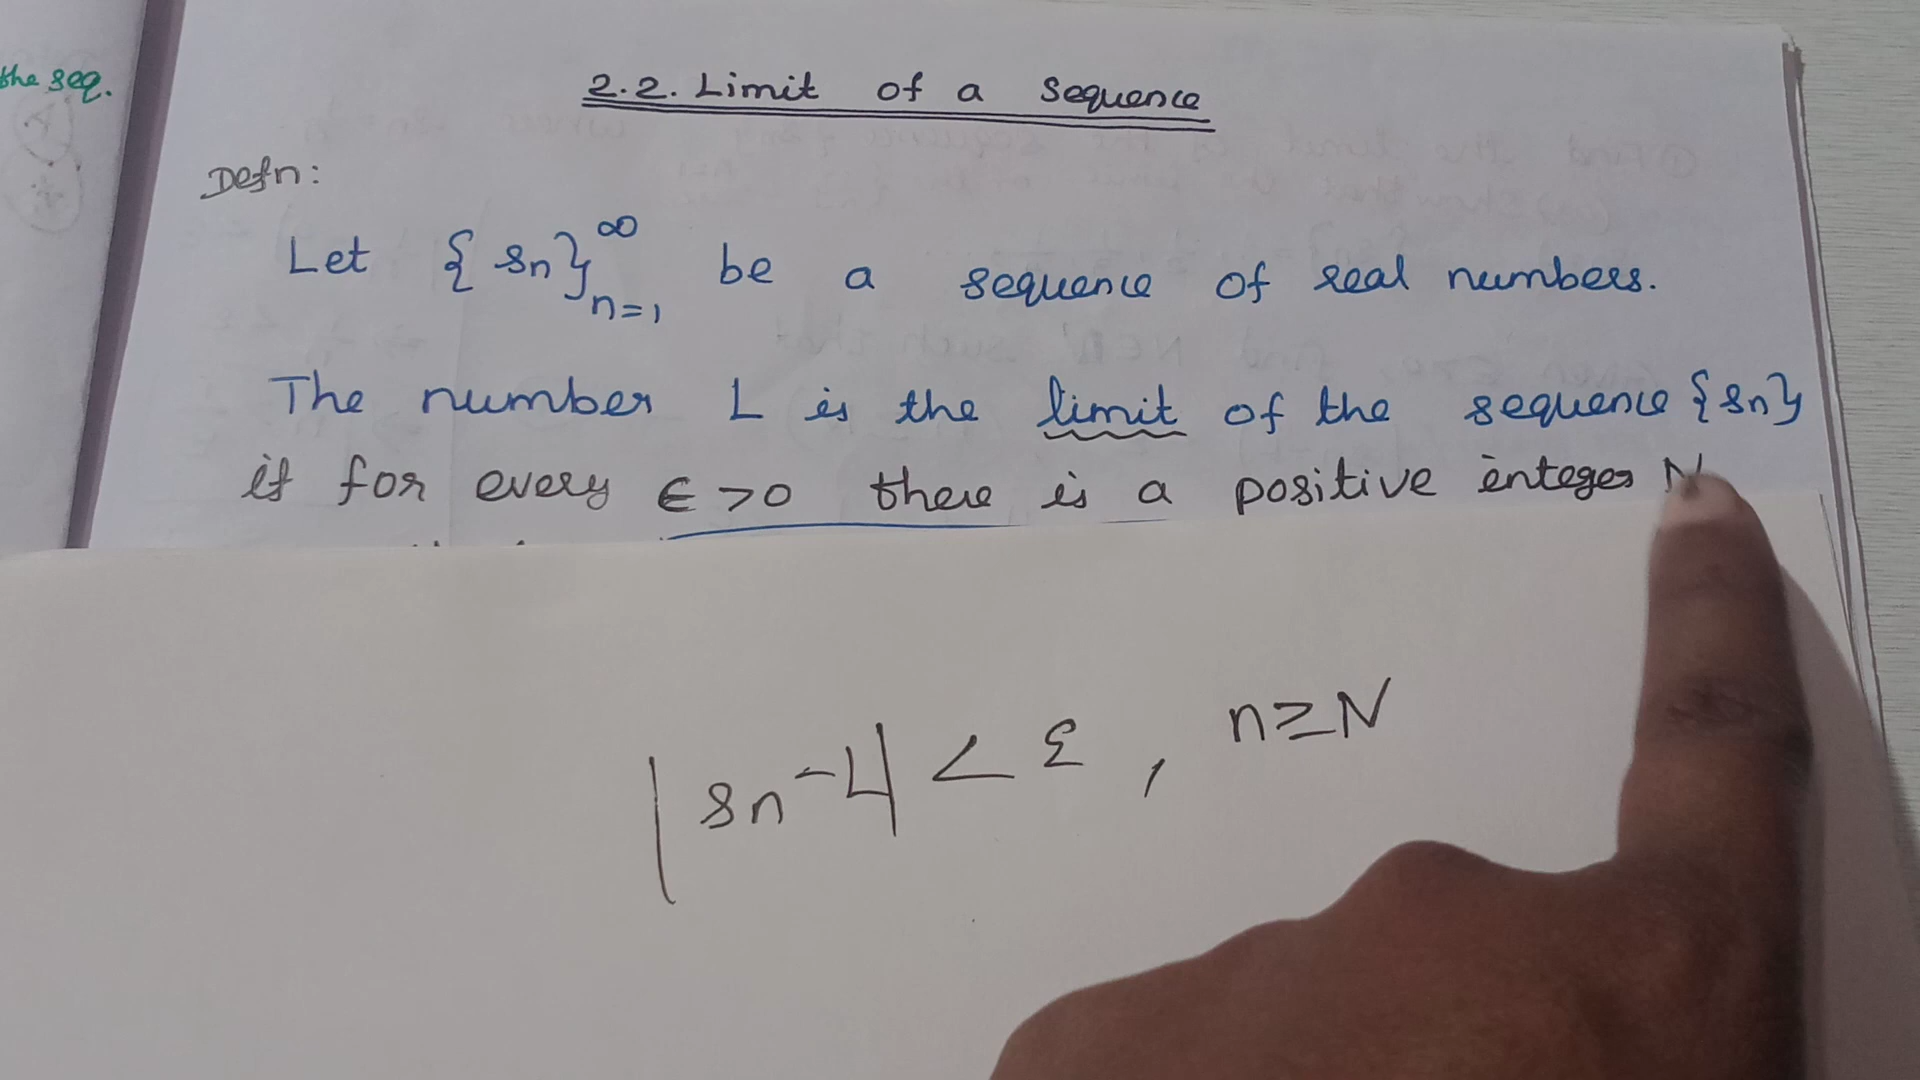 the seq.
2.2. Limit of a Sequence
Defn:
Let {sn}∞n=1 be a sequence of real numbers.
The number L is the limit of the sequence {sn}
if for every ϵ >0 there is a positive integer N
|sn-L| < ε , n≥N